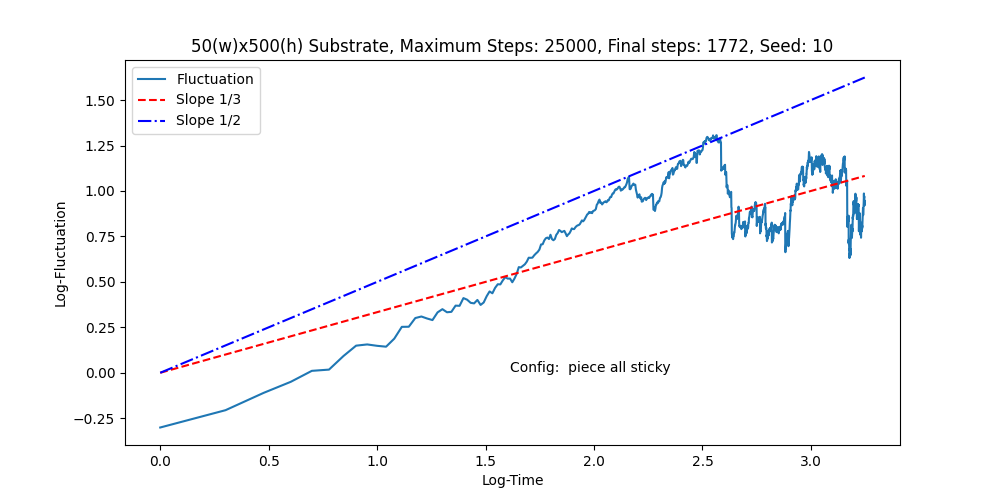 50(w)x500(h) Substrate, Maximum Steps: 25000, Final steps: 1772, Seed: 10
Fluctuation
Slope 1/3
Slope 1/2
1.50
1.25
1.00
0.75
0.50
0.25
0.00
−0.25
Log-Fluctuation
Config:  piece all sticky
0.0 0.5 1.0 1.5 2.0 2.5 3.0
Log-Time